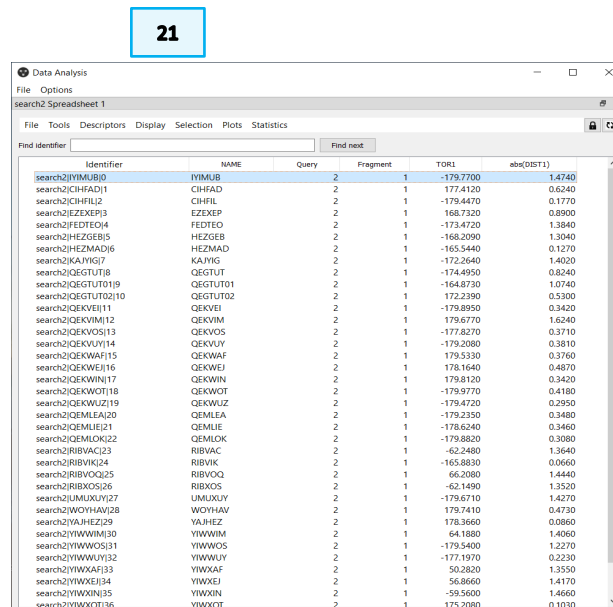 21
Data Analysis
File Options
search2 Spreadsheet 1
File Tools Descriptors Display Selection Plots Statistics
Find identifier Find next
Identifier NAME Query Fragment TOR1 abs(DIST1)
search2|IYIMUB|0 IYIMUB 2 1 -179.7700 1.4740
search2|CIHFAD|1 CIHFAD 2 1 177.4120 0.6240
search2|CIHFIL|2 CIHFIL 2 1 -179.4470 0.1770
search2|EZEXEP|3 EZEXEP 2 1 168.7320 0.8900
search2|FEDTEO|4 FEDTEO 2 1 -173.4720 1.3840
search2|HEZGEB|5 HEZGEB 2 1 -168.2090 1.3040
search2|HEZMAD|6 HEZMAD 2 1 -165.5440 0.1270
search2|KAJYIG|7 KAJYIG 2 1 -172.2640 1.4020
search2|QEGTUT|8 QEGTUT 2 1 -174.4950 0.8240
search2|QEGTUT01|9 QEGTUT01 2 1 -164.8730 1.0740
search2|QEGTUT02|10 QEGTUT02 2 1 172.2390 0.5300
search2|QEKVEI|11 QEKVEI 2 1 -179.8950 0.3420
search2|QEKVIM|12 QEKVIM 2 1 179.6770 1.6240
search2|QEKVOS|13 QEKVOS 2 1 -177.8270 0.3710
search2|QEKVUY|14 QEKVUY 2 1 -179.2080 0.3810
search2|QEKWAF|15 QEKWAF 2 1 179.5330 0.3760
search2|QEKWEJ|16 QEKWEJ 2 1 178.1640 0.4870
search2|QEKWIN|17 QEKWIN 2 1 179.8120 0.3420
search2|QEKWOT|18 QEKWOT 2 1 -179.9770 0.4180
search2|QEKWUZ|19 QEKWUZ 2 1 -179.4720 0.2950
search2|QEMLEA|20 QEMLEA 2 1 -179.2350 0.3480
search2|QEMLIE|21 QEMLIE 2 1 -178.6240 0.3460
search2|QEMLOK|22 QEMLOK 2 1 -179.8820 0.3080
search2|RIBVAC|23 RIBVAC 2 1 -62.2480 1.3640
search2|RIBVIK|24 RIBVIK 2 1 -165.8830 0.0660
search2|RIBVOQ|25 RIBVOQ 2 1 66.2080 1.4440
search2|RIBXOS|26 RIBXOS 2 1 -62.1490 1.3520
search2|UMUXUY|27 UMUXUY 2 1 -179.6710 1.4270
search2|WOYHAV|28 WOYHAV 2 1 179.7410 0.4730
search2|YAJHEZ|29 YAJHEZ 2 1 178.3660 0.0860
search2|YIWWIM|30 YIWWIM 2 1 64.1880 1.4060
search2|YIWWOS|31 YIWWOS 2 1 -179.5400 1.2270
search2|YIWWUY|32 YIWWUY 2 1 -177.1970 0.2230
search2|YIWXAF|33 YIWXAF 2 1 50.2820 1.3550
search2|YIWXEJ|34 YIWXEJ 2 1 56.8660 1.4170
search2|YIWXIN|35 YIWXIN 2 1 -59.5600 1.4660
search2|YIWXOT|36 YIWXOT 2 1 175.2080 0.1030